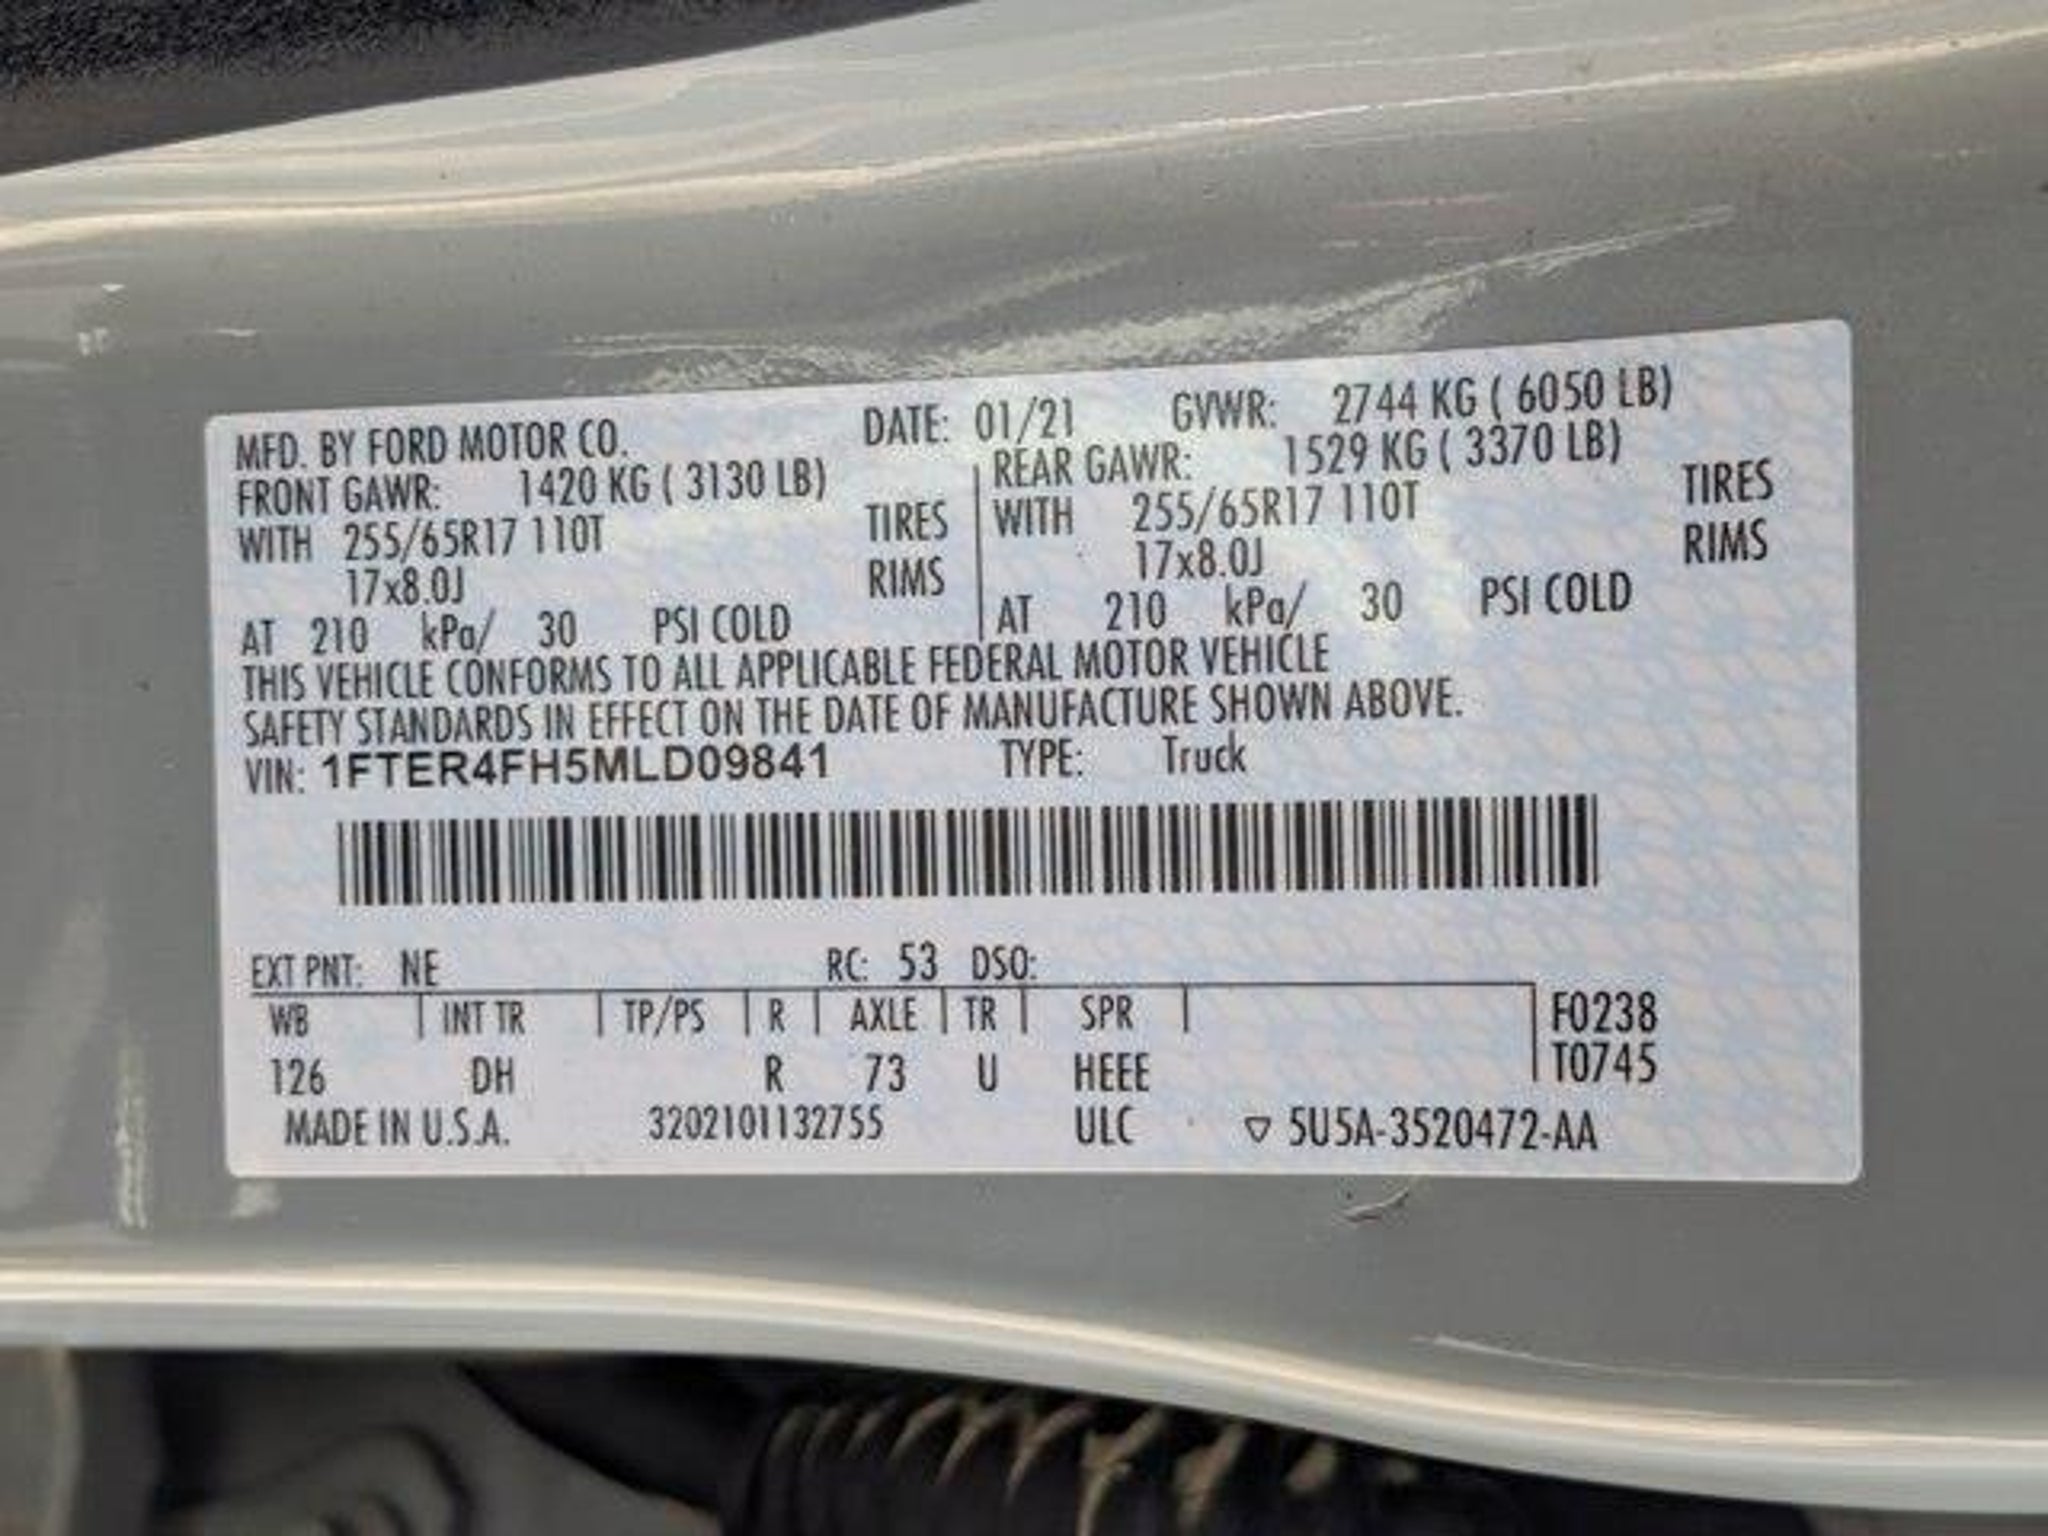 MFD. BY FORD MOTOR CO. DATE: 01/21 GVWR: 2744 KG ( 6050 LB)
FRONT GAWR: 1420 KG ( 3130 LB) REAR GAWR: 1529 KG ( 3370 LB)
WITH 255/65R17 110T TIRES WITH 255/65R17 110T TIRES
17x8.0J RIMS 17x8.0J RIMS
AT 210 kPa/ 30 PSI COLD AT 210 kPa/ 30 PSI COLD
THIS VEHICLE CONFORMS TO ALL APPLICABLE FEDERAL MOTOR VEHICLE
SAFETY STANDARDS IN EFFECT ON THE DATE OF MANUFACTURE SHOWN ABOVE.
VIN: 1FTER4FH5MLD09841 TYPE: Truck
EXT PNT: NE RC: 53 DSO:
WB INT TR TP/PS R AXLE TR SPR F0238
126 DH R 73 U HEEE T0745
MADE IN U.S.A. 3202101132755 ULC ▽ 5U5A-3520472-AA